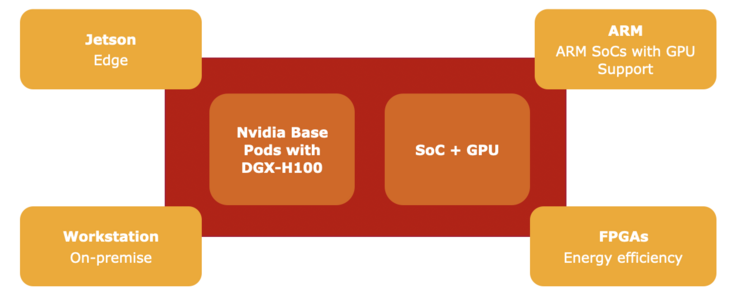 Jetson
Edge
ARM
ARM SoCs with GPU
Support
Nvidia Base
Pods with
DGX-H100
SoC + GPU
Workstation
On-premise
FPGAs
Energy efficiency